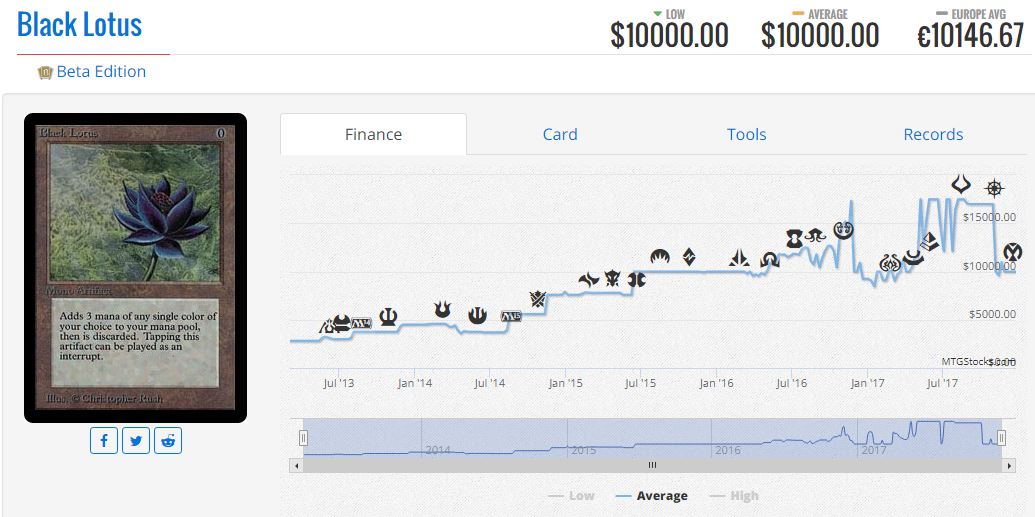 Black Lotus
LOW
$10000.00
AVERAGE
$10000.00
EUROPE AVG
€10146.67
Beta Edition
Black Lotus 0
Mono Artifact
Adds 3 mana of any single color of
your choice to your mana pool,
then is discarded. Tapping this
artifact can be played as an
interrupt.
Illus. © Christopher Rush
Finance
Card
Tools
Records
$15000.00
$10000.00
$5000.00
$0.00
MTGStocks.com
M14
M15
Jul '13
Jan '14
Jul '14
Jan '15
Jul '15
Jan '16
Jul '16
Jan '17
Jul '17
2014
2015
2016
2017
Low
Average
High